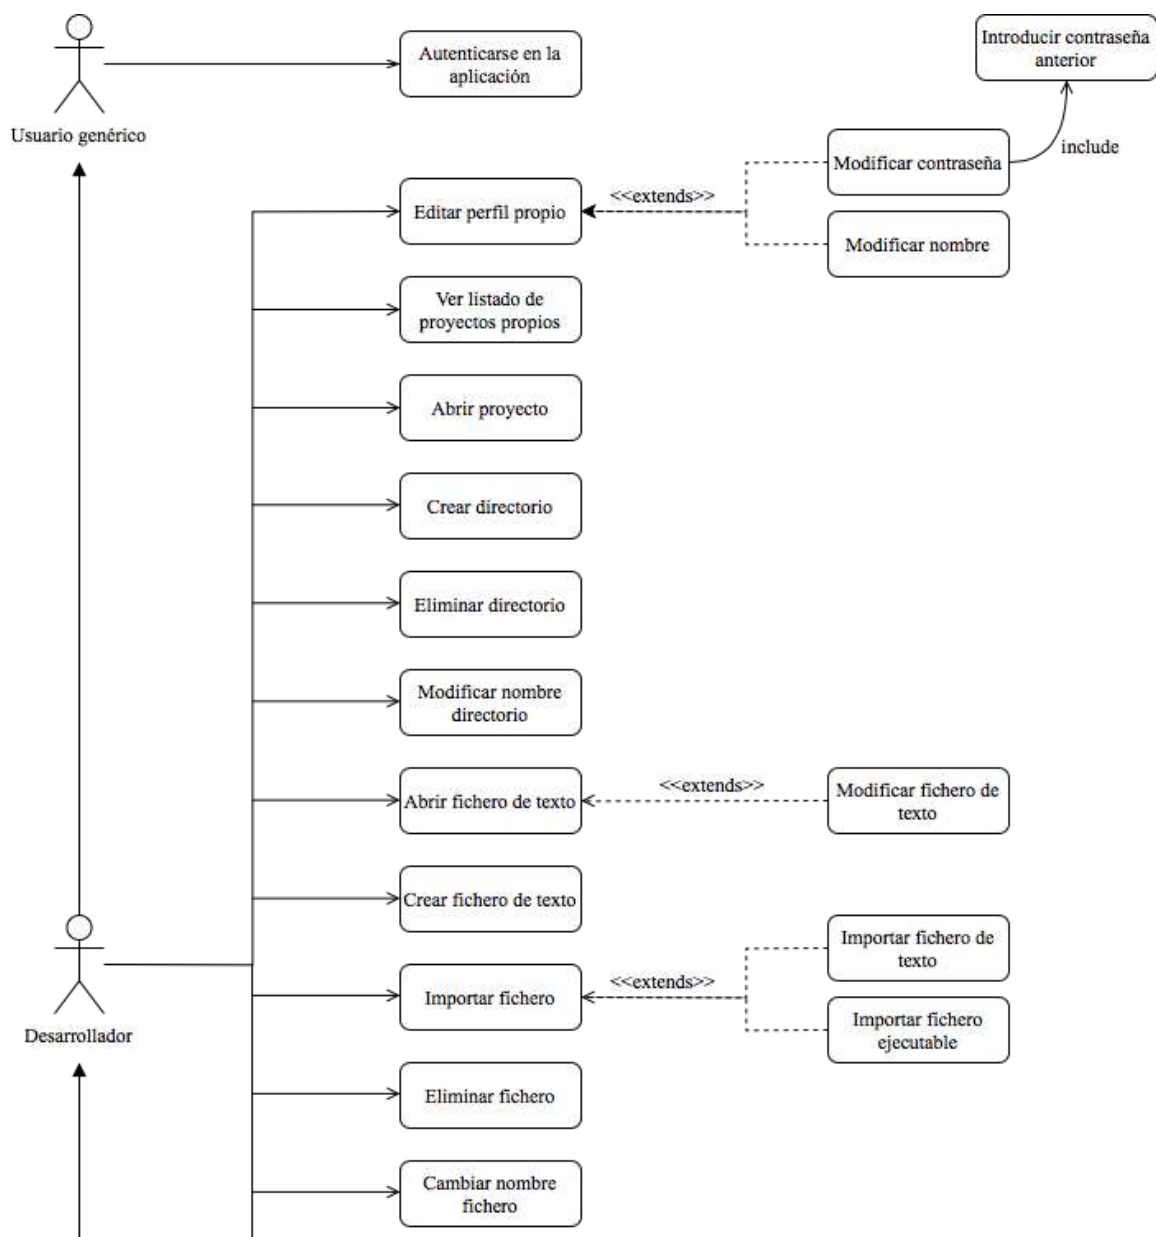 Autenticarse en la
aplicación
Introducir contraseña
anterior
Usuario genérico
include
Modificar contraseña
<<extends>>
Editar perfil propio
Modificar nombre
Ver listado de
proyectos propios
Abrir proyecto
Crear directorio
Eliminar directorio
Modificar nombre
directorio
Abrir fichero de texto
<<extends>>
Modificar fichero de
texto
Crear fichero de texto
Importar fichero de
texto
<<extends>>
Importar fichero
Importar fichero
ejecutable
Desarrollador
Eliminar fichero
Cambiar nombre
fichero